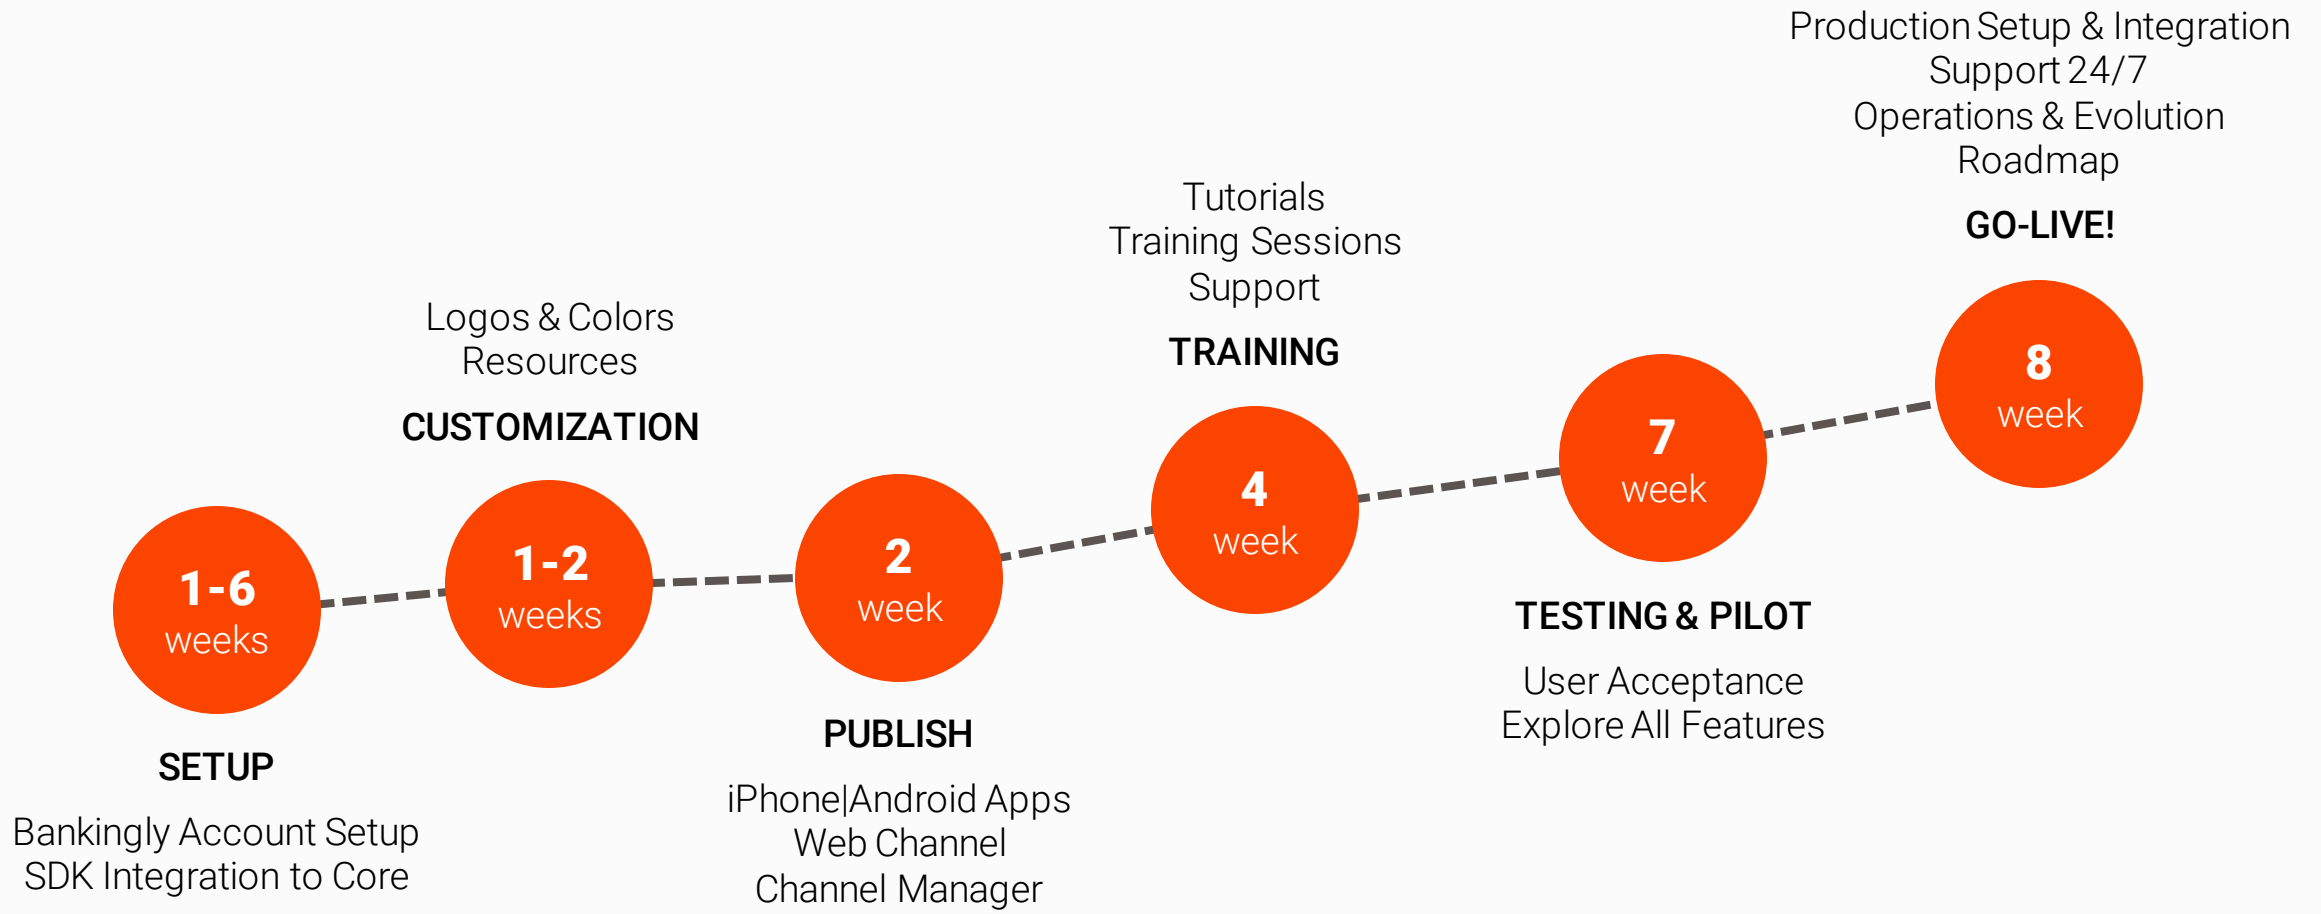 1-6
weeks
SETUP
Bankingly Account Setup
SDK Integration to Core
Logos & Colors
Resources
CUSTOMIZATION
1-2
weeks
2
week
PUBLISH
iPhone|Android Apps
Web Channel
Channel Manager
Tutorials
Training Sessions
Support
TRAINING
4
week
7
week
TESTING & PILOT
User Acceptance
Explore All Features
Production Setup & Integration
Support 24/7
Operations & Evolution
Roadmap
GO-LIVE!
8
week